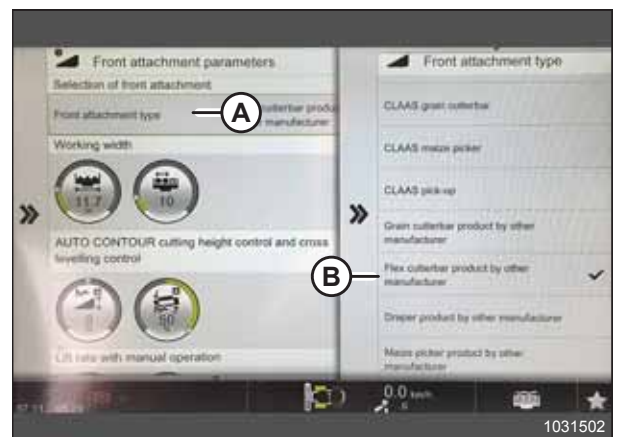 Front attachment parameters
Selection of front attachment
Front attachment type
A
cutterbar produ
manufacturer
Working width
11.7
10
AUTO CONTOUR cutting height control and cross
levelling control
50
Lift rate with manual operation
Front attachment type
CLAAS grain cutterbar
CLAAS maize picker
CLAAS pick-up
Grain cutterbar product by other
manufacturer
B
Flex cutterbar product by other
manufacturer
Draper product by other manufacturer
Maize picker product by other
manufacturer
0.0 km/h
1031502